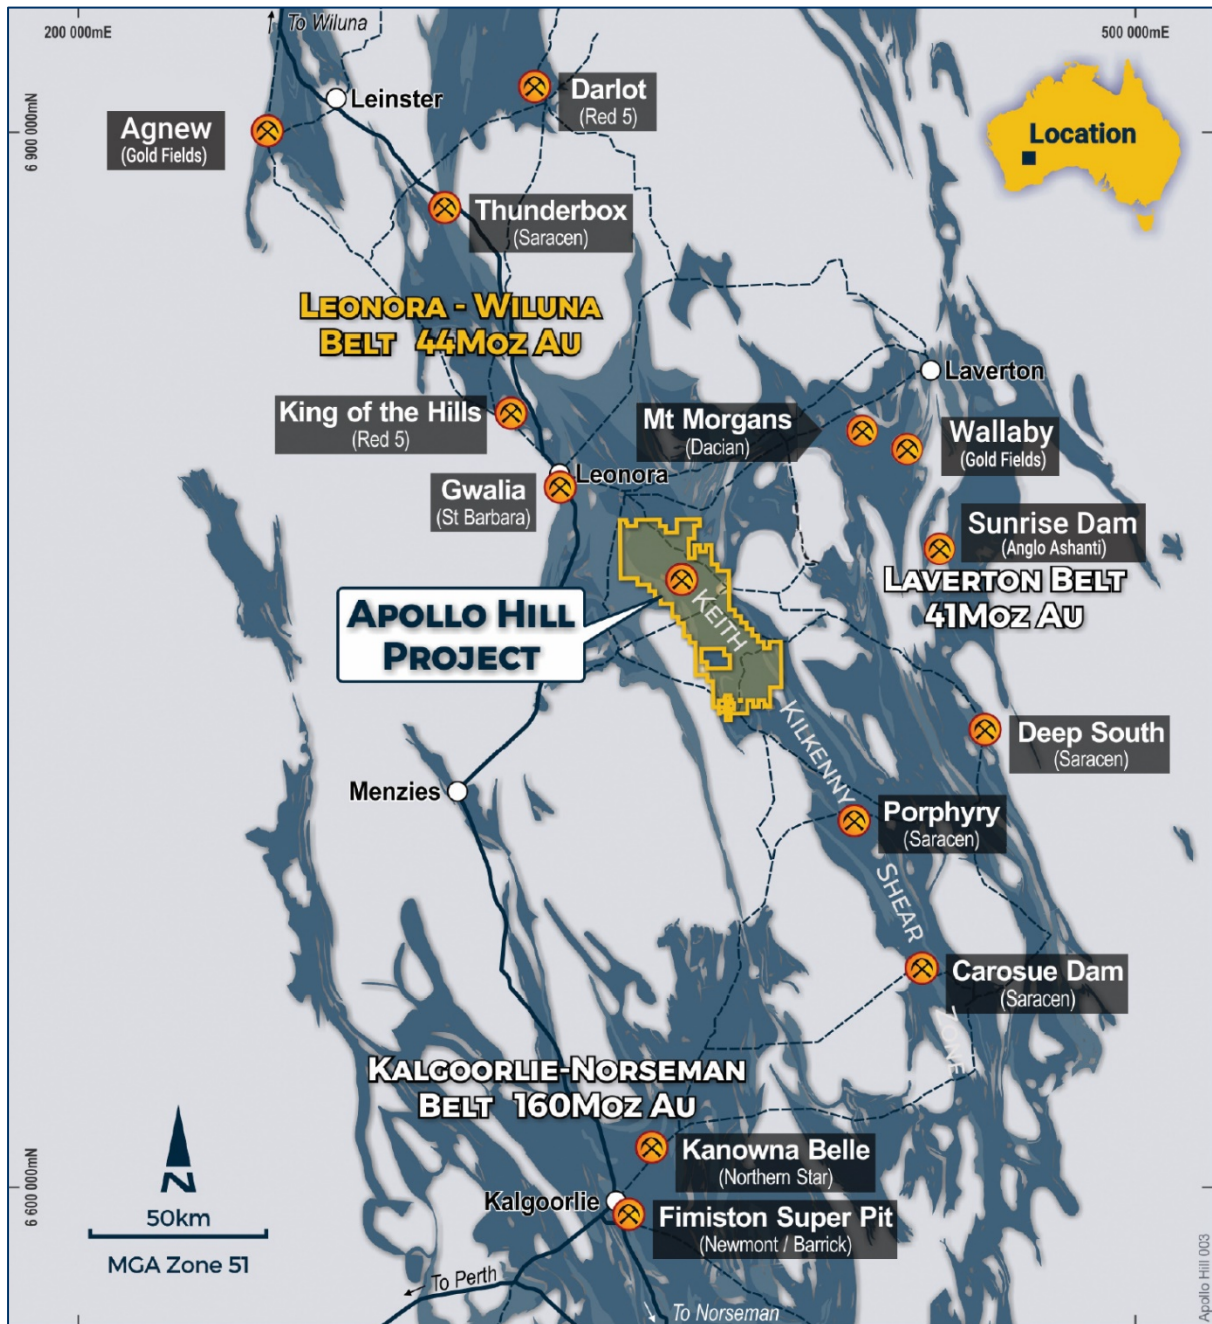 200 000mE
500 000mE
To Wiluna
Leinster
Darlot
(Red 5)
Agnew
(Gold Fields)
6 900 000mN
Location
Thunderbox
(Saracen)
LEONORA - WILUNA
BELT 44MOZ AU
Laverton
King of the Hills
(Red 5)
Mt Morgans
(Dacian)
Wallaby
(Gold Fields)
Leonora
Gwalia
(St Barbara)
Sunrise Dam
(Anglo Ashanti)
LAVERTON BELT
41MOZ AU
APOLLO HILL
PROJECT
KEITH
KILKENNY
SHEAR
ZONE
Deep South
(Saracen)
Menzies
Porphyry
(Saracen)
Carosue Dam
(Saracen)
KALGOORLIE-NORSEMAN
BELT 160MOZ AU
Kanowna Belle
(Northern Star)
N
6 600 000mN
Kalgoorlie
Fimiston Super Pit
(Newmont / Barrick)
50km
MGA Zone 51
To Perth
To Norseman
Apollo Hill 003